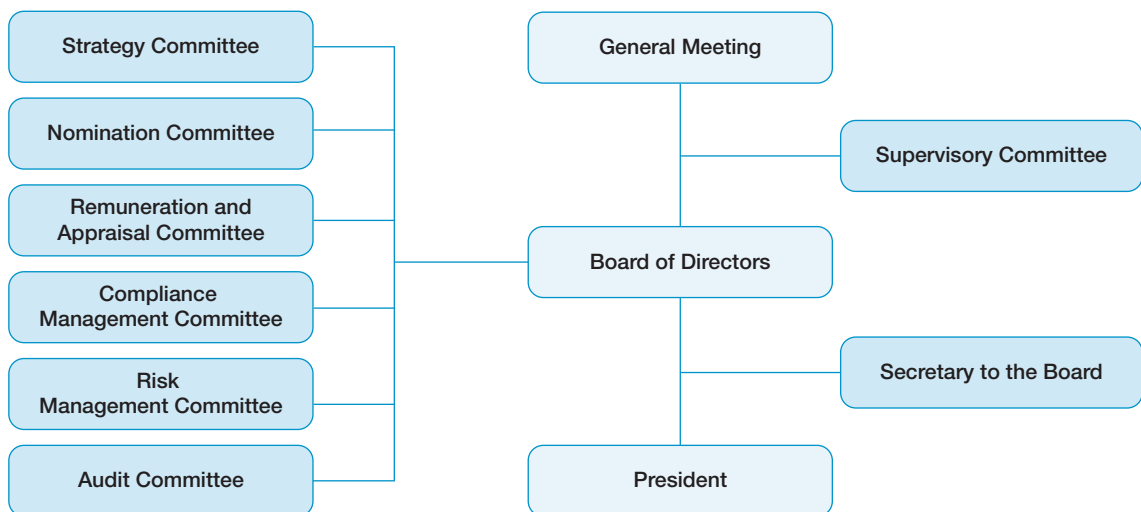 Strategy Committee
Nomination Committee
Remuneration and
Appraisal Committee
Compliance
Management Committee
Risk
Management Committee
Audit Committee
General Meeting
Supervisory Committee
Board of Directors
Secretary to the Board
President